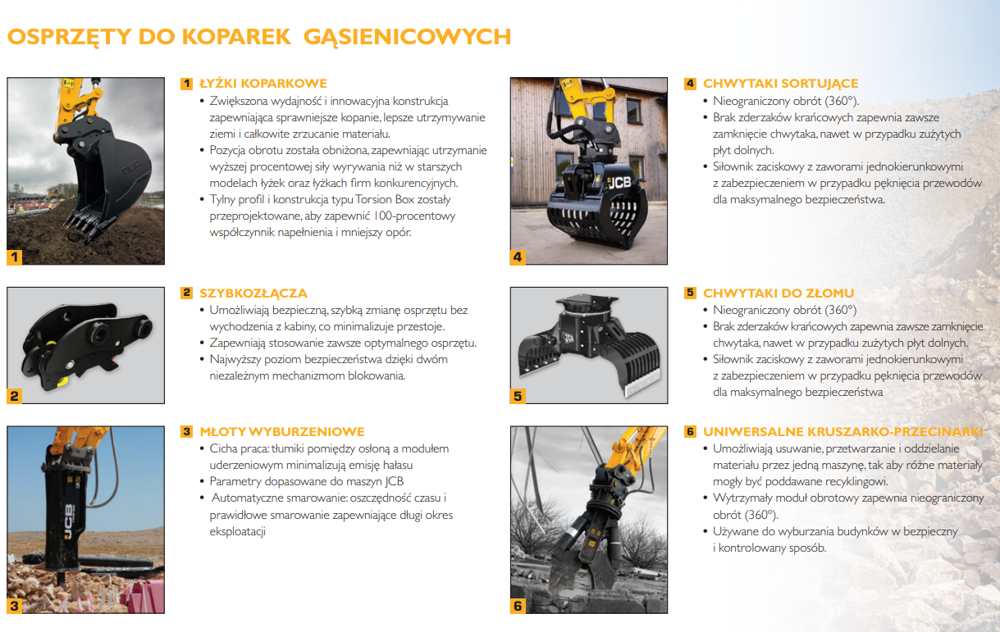 OSPRZĘTY DO KOPAREK GĄSIENICOWYCH
1
1 ŁYŻKI KOPARKOWE
• Zwiększona wydajność i innowacyjna konstrukcja
zapewniająca sprawniejsze kopanie, lepsze utrzymywanie
ziemi i całkowite zrzucanie materiału.
• Pozycja obrotu została obniżona, zapewniając utrzymanie
wyższej procentowej siły wyrywania niż w starszych
modelach łyżek oraz łyżkach firm konkurencyjnych.
• Tylny profil i konstrukcja typu Torsion Box zostały
przeprojektowane, aby zapewnić 100-procentowy
współczynnik napełnienia i mniejszy opór.
2
2 SZYBKOZŁĄCZA
• Umożliwiają bezpieczną, szybką zmianę osprzętu bez
wychodzenia z kabiny, co minimalizuje przestoje.
• Zapewniają stosowanie zawsze optymalnego osprzętu.
• Najwyższy poziom bezpieczeństwa dzięki dwóm
niezależnym mechanizmom blokowania.
JCB
3
3 MŁOTY WYBURZENIOWE
• Cicha praca: tłumiki pomiędzy osłoną a modułem
uderzeniowym minimalizują emisję hałasu
• Parametry dopasowane do maszyn JCB
• Automatyczne smarowanie: oszczędność czasu i
prawidłowe smarowanie zapewniające długi okres
eksploatacji
JCB
4
4 CHWYTAKI SORTUJĄCE
• Nieograniczony obrót (360°).
• Brak zderzaków krańcowych zapewnia zawsze
zamknięcie chwytaka, nawet w przypadku zużytych
płyt dolnych.
• Siłownik zaciskowy z zaworami jednokierunkowymi
z zabezpieczeniem w przypadku pęknięcia przewodów
dla maksymalnego bezpieczeństwa.
JCB
5
5 CHWYTAKI DO ZŁOMU
• Nieograniczony obrót (360°)
• Brak zderzaków krańcowych zapewnia zawsze zamknięcie
chwytaka, nawet w przypadku zużytych płyt dolnych.
• Siłownik zaciskowy z zaworami jednokierunkowymi
z zabezpieczeniem w przypadku pęknięcia przewodów
dla maksymalnego bezpieczeństwa
6
6 UNIWERSALNE KRUSZARKO-PRZECINARKI
• Umożliwiają usuwanie, przetwarzanie i oddzielanie
materiału przez jedną maszynę, tak aby różne materiały
mogły być poddawane recyklingowi.
• Wytrzymały moduł obrotowy zapewnia nieograniczony
obrót (360°).
• Używane do wyburzania budynków w bezpieczny
i kontrolowany sposób.